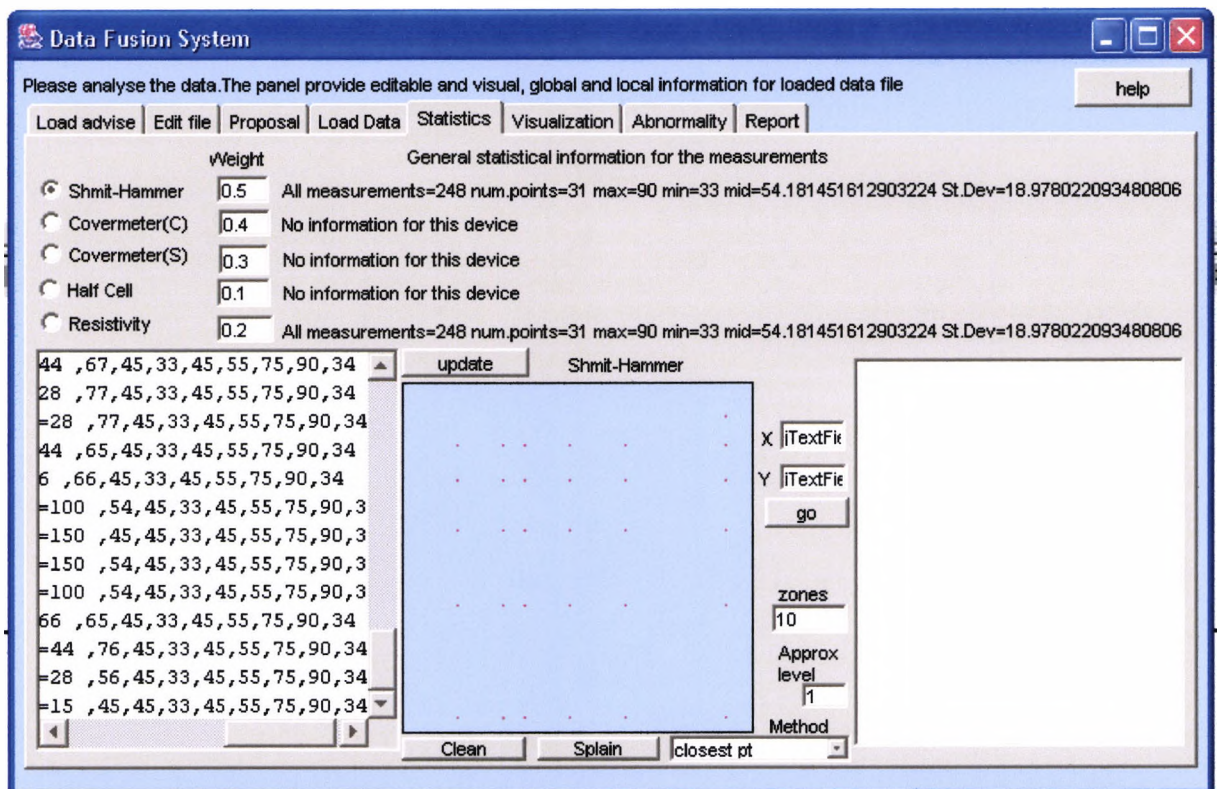 Data Fusion System
Please analyse the data.The panel provide editable and visual, global and local information for loaded data file
help
Load advise Edit file Proposal Load Data Statistics Visualization Abnormality Report
Weight General statistical information for the measurements
Shmit-Hammer 0.5 All measurements=248 num.points=31 max=90 min=33 mid=54.181451612903224 St.Dev=18.978022093480806
Covermeter(C) 0.4 No information for this device
Covermeter(S) 0.3 No information for this device
Half Cell 0.1 No information for this device
Resistivity 0.2 All measurements=248 num.points=31 max=90 min=33 mid=54.181451612903224 St.Dev=18.978022093480806
44 ,67,45,33,45,55,75,90,34
28 ,77,45,33,45,55,75,90,34
=28 ,77,45,33,45,55,75,90,34
44 ,65,45,33,45,55,75,90,34
6 ,66,45,33,45,55,75,90,34
=100 ,54,45,33,45,55,75,90,3
=150 ,45,45,33,45,55,75,90,3
=150 ,54,45,33,45,55,75,90,3
=100 ,54,45,33,45,55,75,90,3
66 ,65,45,33,45,55,75,90,34
=44 ,76,45,33,45,55,75,90,34
=28 ,56,45,33,45,55,75,90,34
=15 ,45,45,33,45,55,75,90,34
update Shmit-Hammer
X jTextFie
Y jTextFie
go
zones
10
Approx
level
1
Method
Clean Splain closest pt